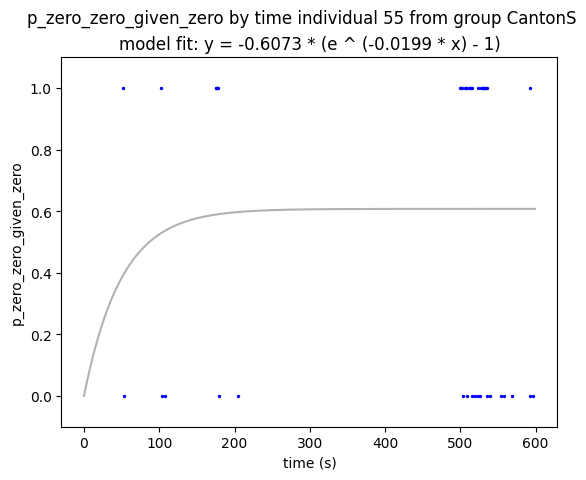 p_zero_zero_given_zero by time individual 55 from group CantonS
model fit: y = -0.6073 * (e ^ (-0.0199 * x) - 1)
1.0
0.8
0.6
0.4
0.2
0.0
p_zero_zero_given_zero
0 100 200 300 400 500 600
time (s)